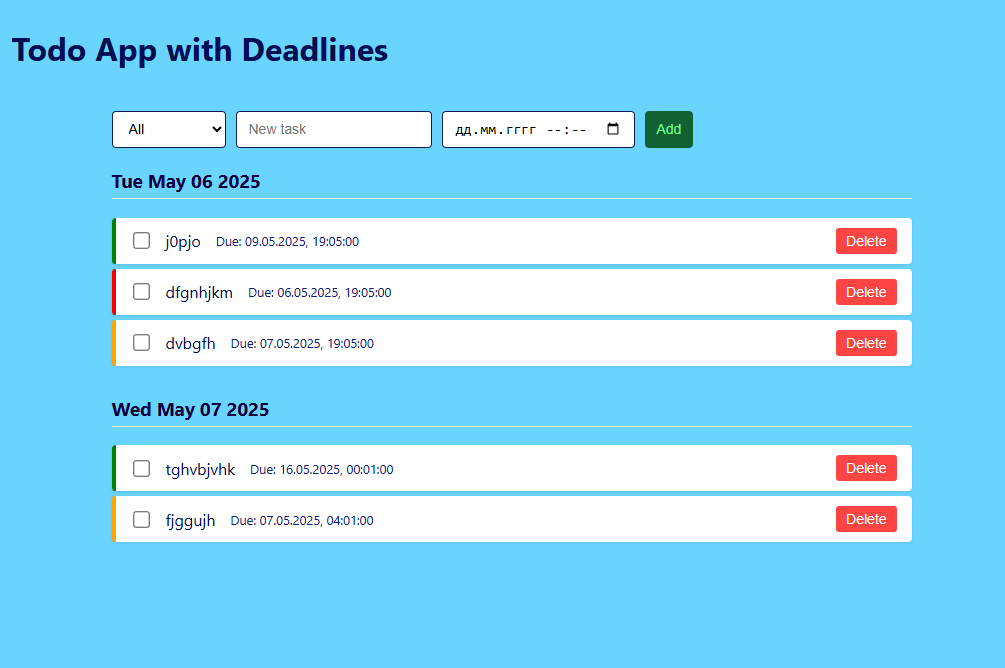 Todo App with Deadlines
All New task дд.мм.гггг --:-- Add
Tue May 06 2025
j0pjo Due: 09.05.2025, 19:05:00 Delete
dfgnhjkm Due: 06.05.2025, 19:05:00 Delete
dvbgfh Due: 07.05.2025, 19:05:00 Delete
Wed May 07 2025
tghvbjvhk Due: 16.05.2025, 00:01:00 Delete
fjggujh Due: 07.05.2025, 04:01:00 Delete